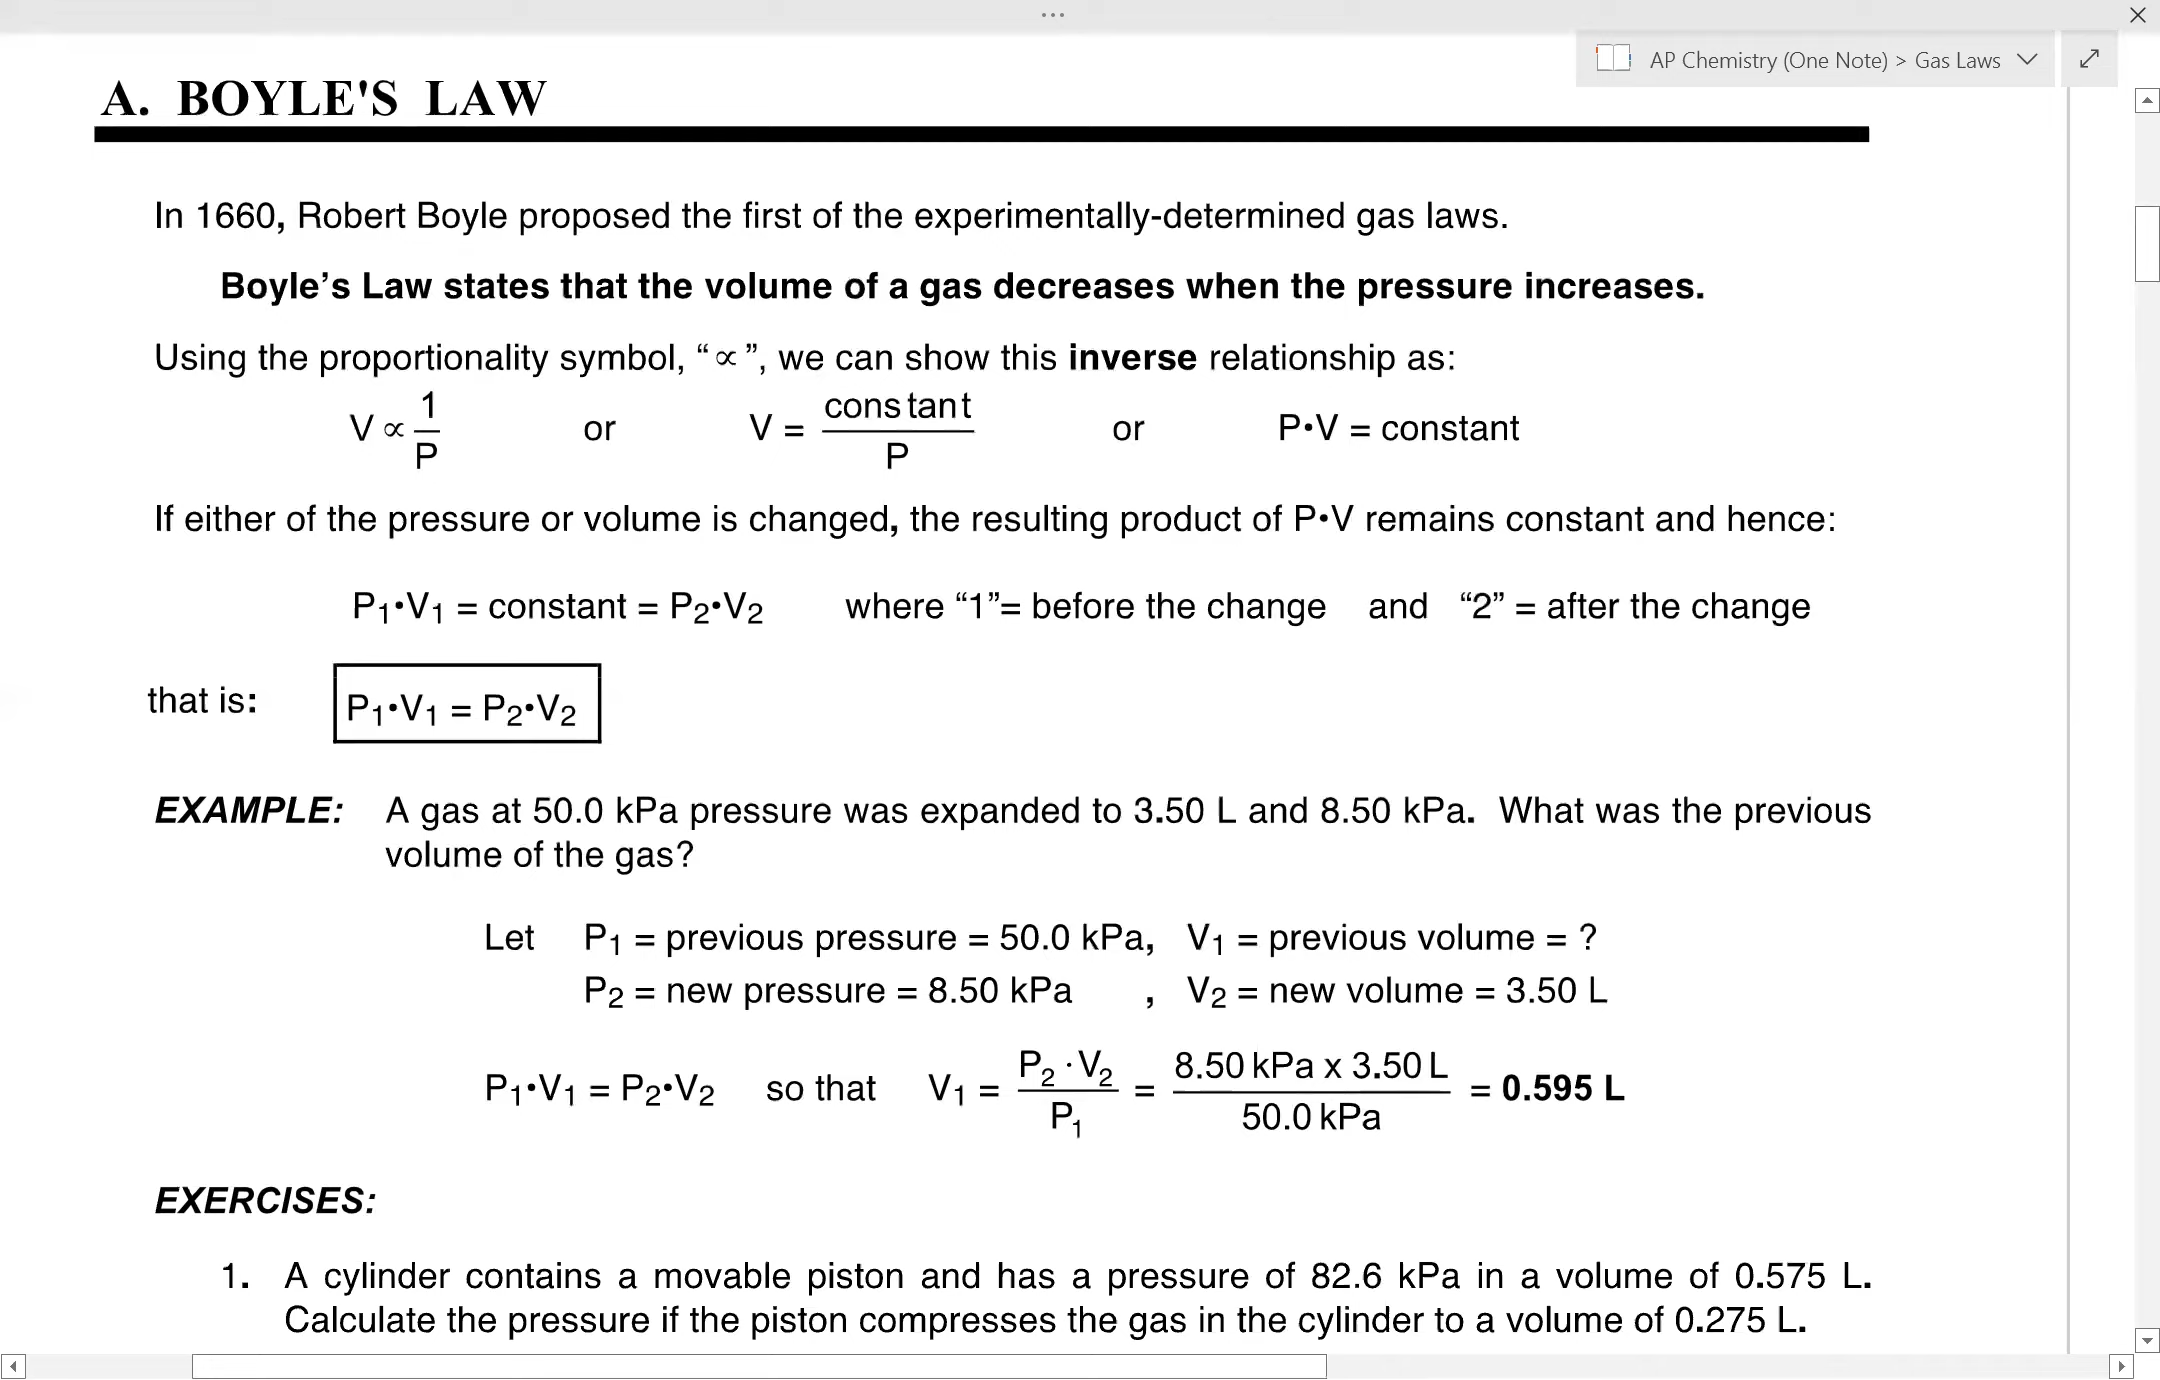 AP Chemistry (One Note) > Gas Laws
A. BOYLE'S LAW
In 1660, Robert Boyle proposed the first of the experimentally-determined gas laws.
Boyle’s Law states that the volume of a gas decreases when the pressure increases.
Using the proportionality symbol, “∝”, we can show this inverse relationship as:
V ∝ 1/P or V = constant/P or P•V = constant
If either of the pressure or volume is changed, the resulting product of P•V remains constant and hence:
P₁•V₁ = constant = P₂•V₂ where “1”= before the change and “2” = after the change
that is: P₁•V₁ = P₂•V₂
EXAMPLE: A gas at 50.0 kPa pressure was expanded to 3.50 L and 8.50 kPa. What was the previous
volume of the gas?
Let P₁ = previous pressure = 50.0 kPa, V₁ = previous volume = ?
P₂ = new pressure = 8.50 kPa , V₂ = new volume = 3.50 L
P₁•V₁ = P₂•V₂ so that V₁ = P₂·V₂/P₁ = 8.50 kPa x 3.50 L/50.0 kPa = 0.595 L
EXERCISES:
1. A cylinder contains a movable piston and has a pressure of 82.6 kPa in a volume of 0.575 L.
Calculate the pressure if the piston compresses the gas in the cylinder to a volume of 0.275 L.